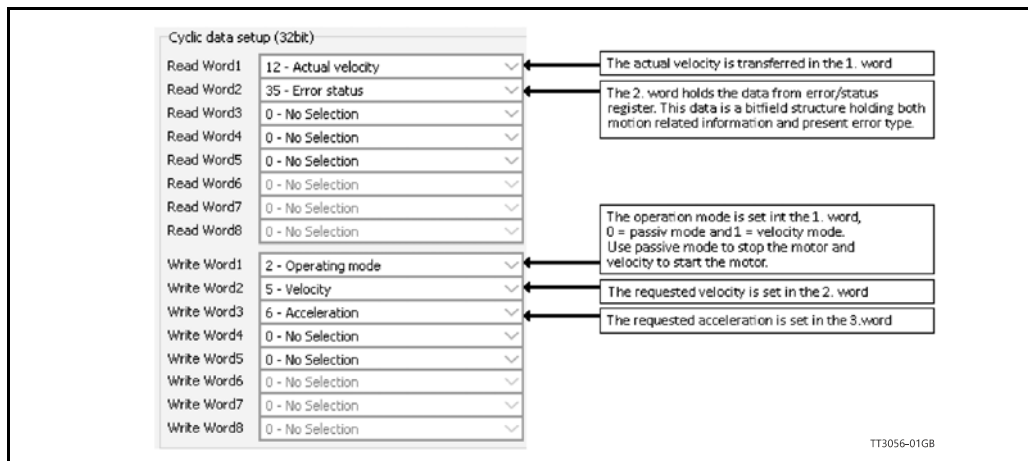 Cyclic data setup (32bit)
Read Word1 12 - Actual velocity
Read Word2 35 - Error status
Read Word3 0 - No Selection
Read Word4 0 - No Selection
Read Word5 0 - No Selection
Read Word6 0 - No Selection
Read Word7 0 - No Selection
Read Word8 0 - No Selection
Write Word1 2 - Operating mode
Write Word2 5 - Velocity
Write Word3 6 - Acceleration
Write Word4 0 - No Selection
Write Word5 0 - No Selection
Write Word6 0 - No Selection
Write Word7 0 - No Selection
Write Word8 0 - No Selection
The actual velocity is transferred in the 1. word
The 2. word holds the data from error/status
register. This data is a bitfield structure holding both
motion related information and present error type.
The operation mode is set int the 1. word,
0 = passiv mode and 1 = velocity mode.
Use passive mode to stop the motor and
velocity to start the motor.
The requested velocity is set in the 2. word
The requested acceleration is set in the 3.word
TT3056-01GB